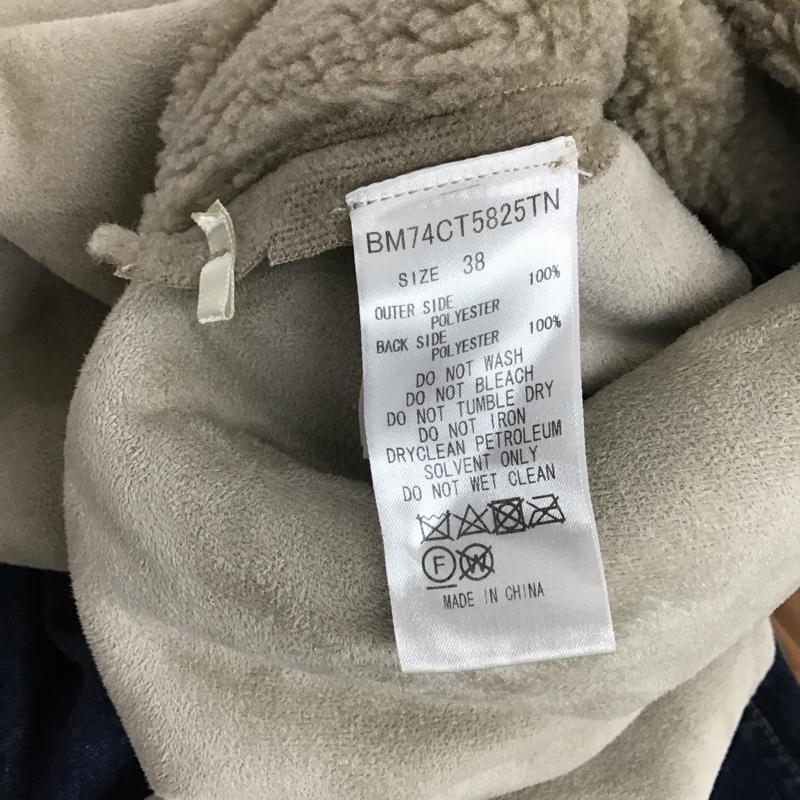 BM74CT5825TN
SIZE 38
OUTER SIDE 100%
POLYESTER
BACK SIDE 100%
POLYESTER
DO NOT WASH
DO NOT BLEACH
DO NOT TUMBLE DRY
DO NOT IRON
DRYCLEAN PETROLEUM
SOLVENT ONLY
DO NOT WET CLEAN
F W
MADE IN CHINA